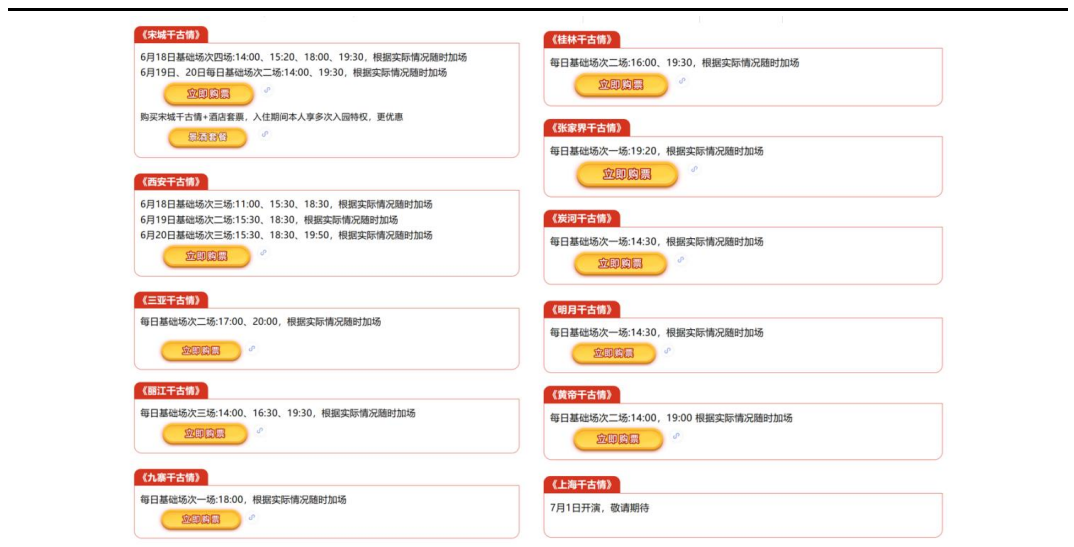 《宋城千古情》
6月18日基础场次四场:14:00、15:20、18:00、19:30，根据实际情况随时加场
6月19日、20日每日基础场次二场:14:00、19:30，根据实际情况随时加场
立即购票
购买宋城千古情+酒店套票，入住期间本人享多次入园特权，更优惠
景酒套餐
《西安千古情》
6月18日基础场次三场:11:00、15:30、18:30，根据实际情况随时加场
6月19日基础场次二场:15:30、18:30，根据实际情况随时加场
6月20日基础场次三场:15:30、18:30、19:50，根据实际情况随时加场
立即购票
《三亚千古情》
每日基础场次二场:17:00、20:00，根据实际情况随时加场
立即购票
《丽江千古情》
每日基础场次三场:14:00、16:30、19:30，根据实际情况随时加场
立即购票
《九寨千古情》
每日基础场次一场:18:00，根据实际情况随时加场
立即购票
《桂林千古情》
每日基础场次二场:16:00、19:30，根据实际情况随时加场
立即购票
《张家界千古情》
每日基础场次一场:19:20，根据实际情况随时加场
立即购票
《炭河千古情》
每日基础场次一场:14:30，根据实际情况随时加场
立即购票
《明月千古情》
每日基础场次一场:14:30，根据实际情况随时加场
立即购票
《黄帝千古情》
每日基础场次二场:14:00，19:00 根据实际情况随时加场
立即购票
《上海千古情》
7月1日开演，敬请期待